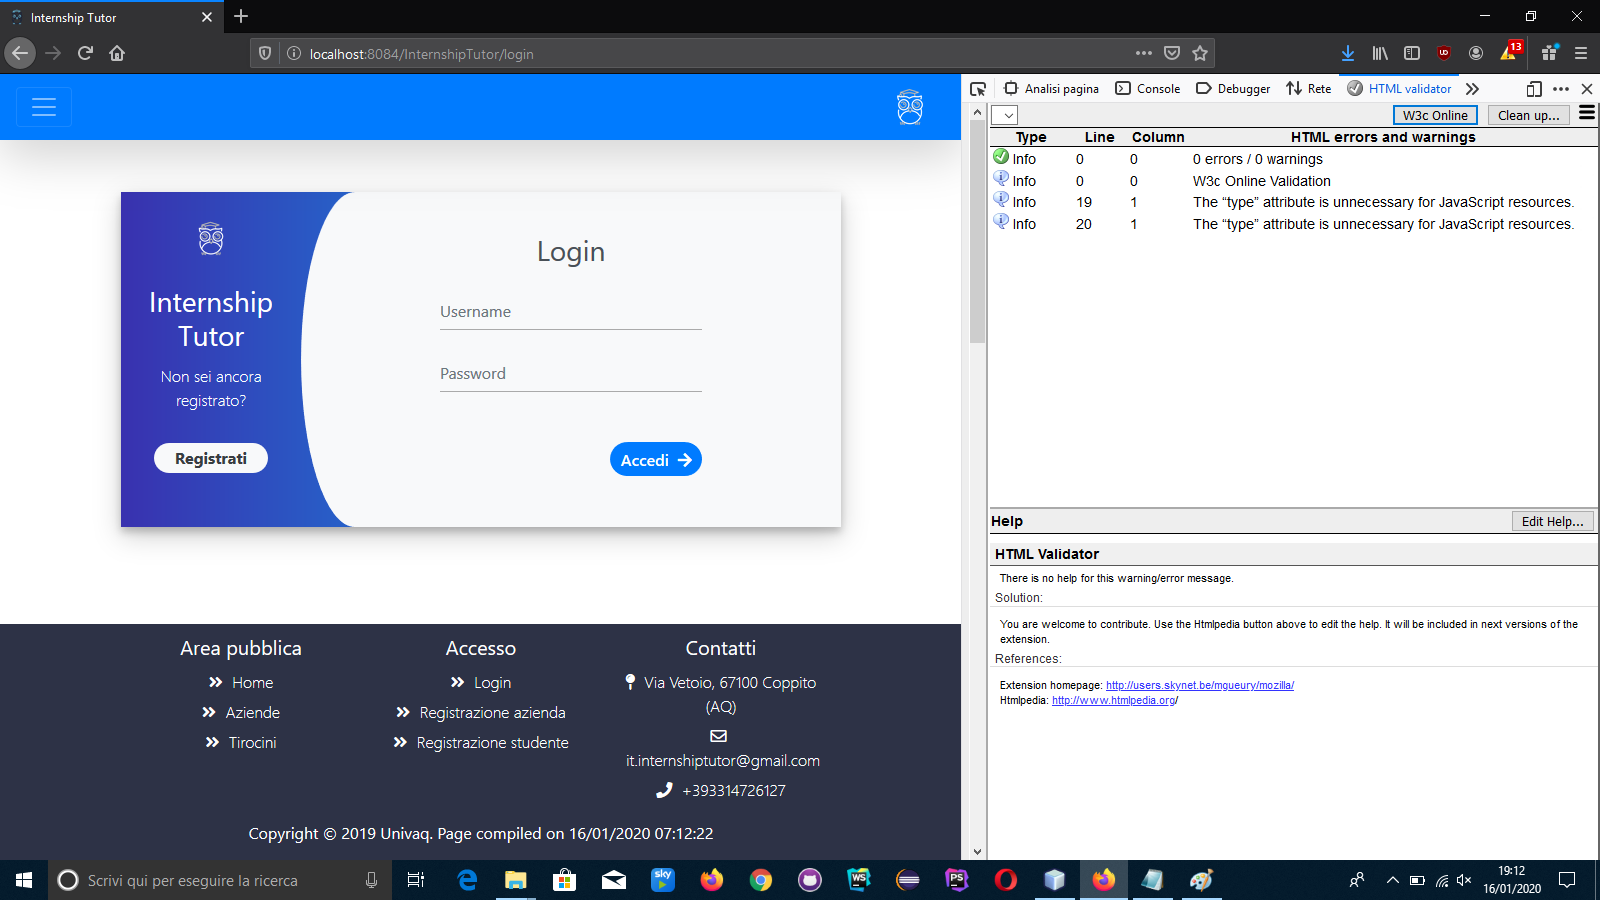 Internship Tutor
localhost:8084/InternshipTutor/login
13
Login
Username
Password
Accedi
Internship
Tutor
Non sei ancora
registrato?
Registrati
Area pubblica
Home
Aziende
Tirocini
Accesso
Login
Registrazione azienda
Registrazione studente
Contatti
Via Vetoio, 67100 Coppito
(AQ)
it.internshiptutor@gmail.com
+393314726127
Copyright © 2019 Univaq. Page compiled on 16/01/2020 07:12:22
Analisi pagina Console Debugger Rete HTML validator
W3c Online Clean up...
Type Line Column HTML errors and warnings
Info 0 0 0 errors / 0 warnings
Info 0 0 W3c Online Validation
Info 19 1 The “type” attribute is unnecessary for JavaScript resources.
Info 20 1 The “type” attribute is unnecessary for JavaScript resources.
Help Edit Help...
HTML Validator
There is no help for this warning/error message.
Solution:
You are welcome to contribute. Use the Htmlpedia button above to edit the help. It will be included in next versions of the
extension.
References:
Extension homepage: http://users.skynet.be/mgueury/mozilla/
Htmlpedia: http://www.htmlpedia.org/
Scrivi qui per eseguire la ricerca
sky
WS
PS
19:12
16/01/2020